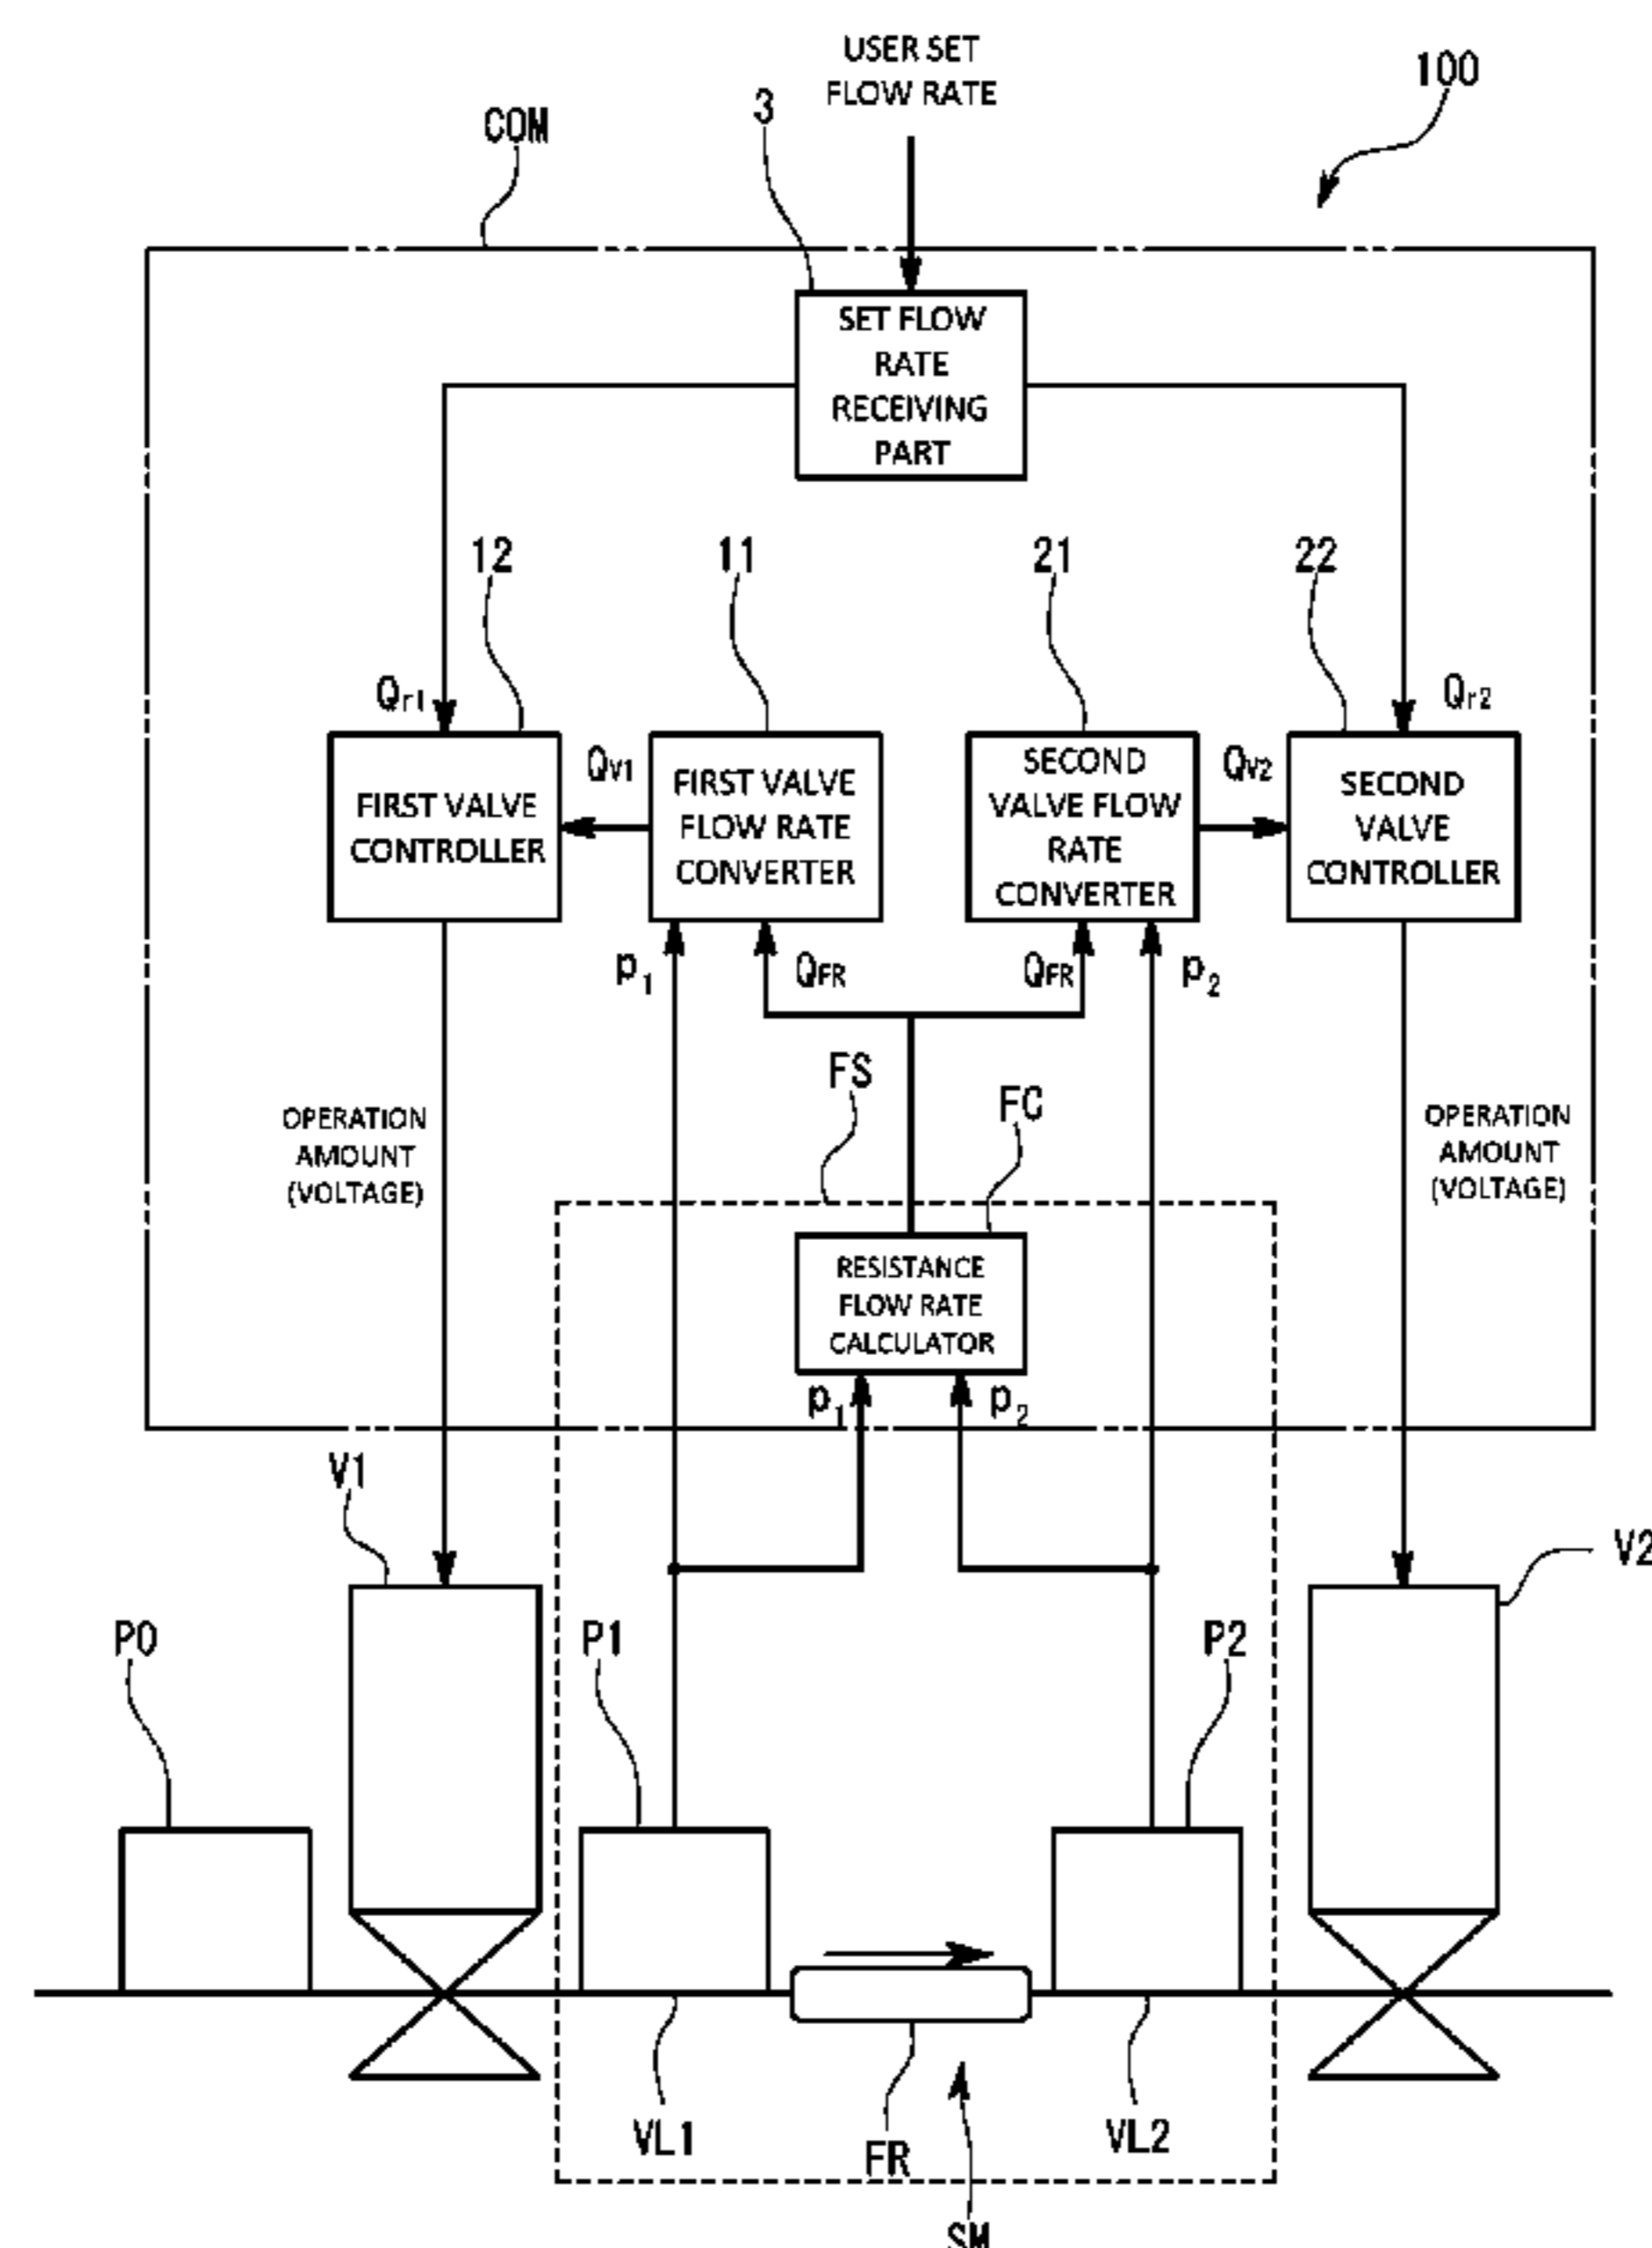 USER SET
FLOW RATE
100
3
COM
SET FLOW
RATE
RECEIVING
PART
12
11
21
22
Qr1
Qr2
QV1
QV2
FIRST VALVE
CONTROLLER
FIRST VALVE
FLOW RATE
CONVERTER
SECOND
VALVE FLOW
RATE
CONVERTER
SECOND
VALVE
CONTROLLER
p1
QFR
QFR
p2
FS
FC
OPERATION
AMOUNT
(VOLTAGE)
OPERATION
AMOUNT
(VOLTAGE)
RESISTANCE
FLOW RATE
CALCULATOR
p1
p2
V1
V2
P0
P1
P2
VL1
FR
VL2
SM